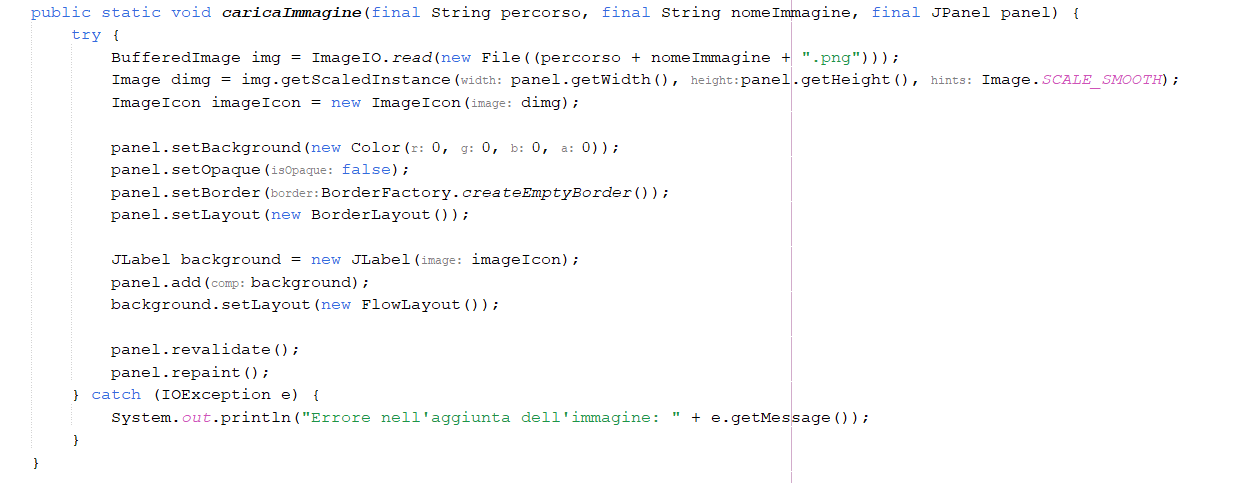 public static void caricaImmagine(final String percorso, final String nomeImmagine, final JPanel panel) {
try {
BufferedImage img = ImageIO.read(new File((percorso + nomeImmagine + ".png")));
Image dimg = img.getScaledInstance(width: panel.getWidth(), height: panel.getHeight(), hints: Image.SCALE_SMOOTH);
ImageIcon imageIcon = new ImageIcon(image: dimg);
panel.setBackground(new Color(r: 0, g: 0, b: 0, a: 0));
panel.setOpaque(isOpaque: false);
panel.setBorder(border: BorderFactory.createEmptyBorder());
panel.setLayout(new BorderLayout());
JLabel background = new JLabel(image: imageIcon);
panel.add(comp: background);
background.setLayout(new FlowLayout());
panel.revalidate();
panel.repaint();
} catch (IOException e) {
System.out.println("Errore nell'aggiunta dell'immagine: " + e.getMessage());
}
}